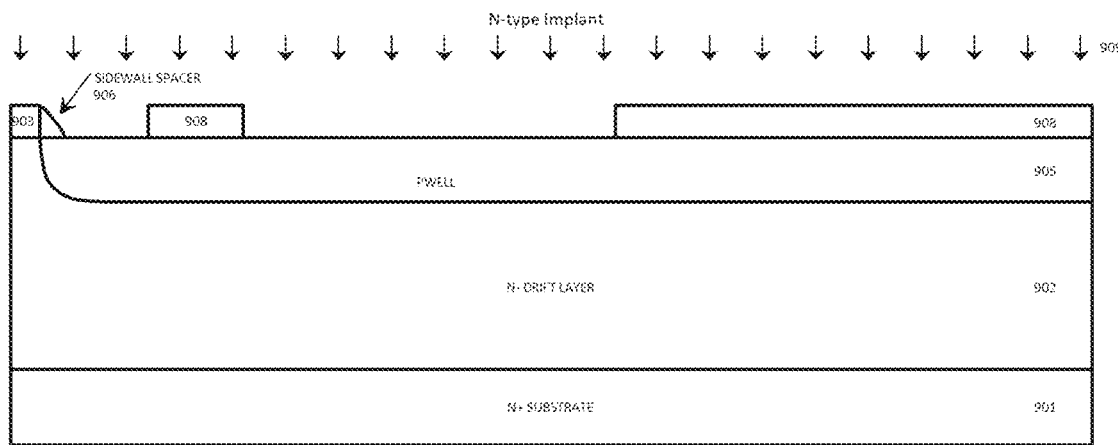 N-type Implant
909
SIDEWALL SPACER
906
903
908
908
905
PWELL
N- DRIFT LAYER
902
N+ SUBSTRATE
901